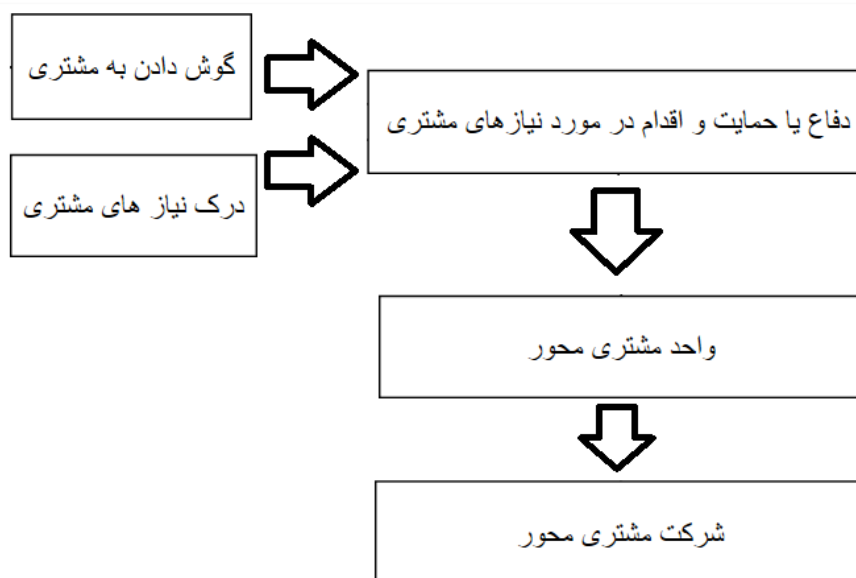 گوش دادن به مشتری
دفاع یا حمایت و اقدام در مورد نیازهای مشتری
درک نیاز های مشتری
واحد مشتری محور
شرکت مشتری محور